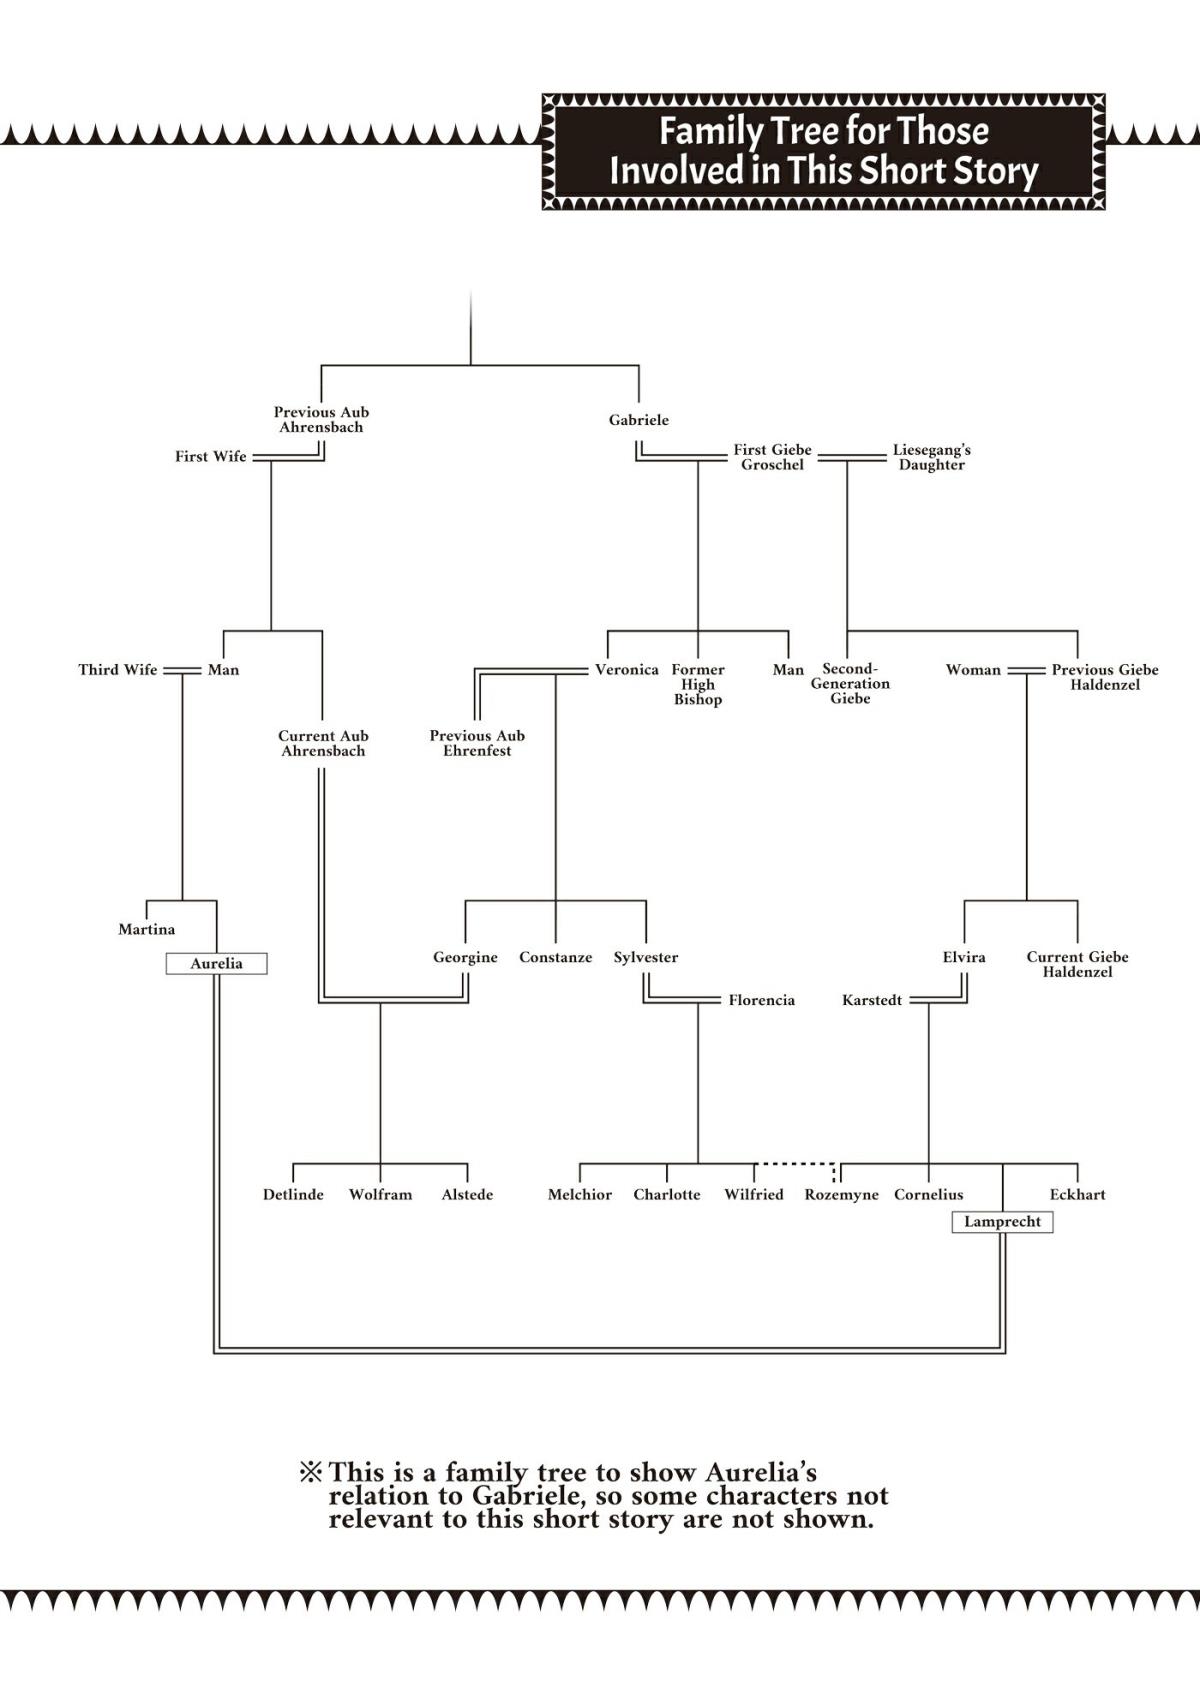 Family Tree for Those
Involved in This Short Story
Previous Aub
Ahrensbach
Gabriele
First Wife
First Giebe
Groschel
Liesegang's
Daughter
Third Wife
Man
Veronica
Former
High
Bishop
Man
Second-
Generation
Giebe
Woman
Previous Giebe
Haldenzel
Current Aub
Ahrensbach
Previous Aub
Ehrenfest
Martina
Aurelia
Georgine
Constanze
Sylvester
Elvira
Current Giebe
Haldenzel
Florencia
Karstedt
Detlinde
Wolfram
Alstede
Melchior
Charlotte
Wilfried
Rozemyne
Cornelius
Lamprecht
Eckhart
※ This is a family tree to show Aurelia's
relation to Gabriele, so some characters not
relevant to this short story are not shown.